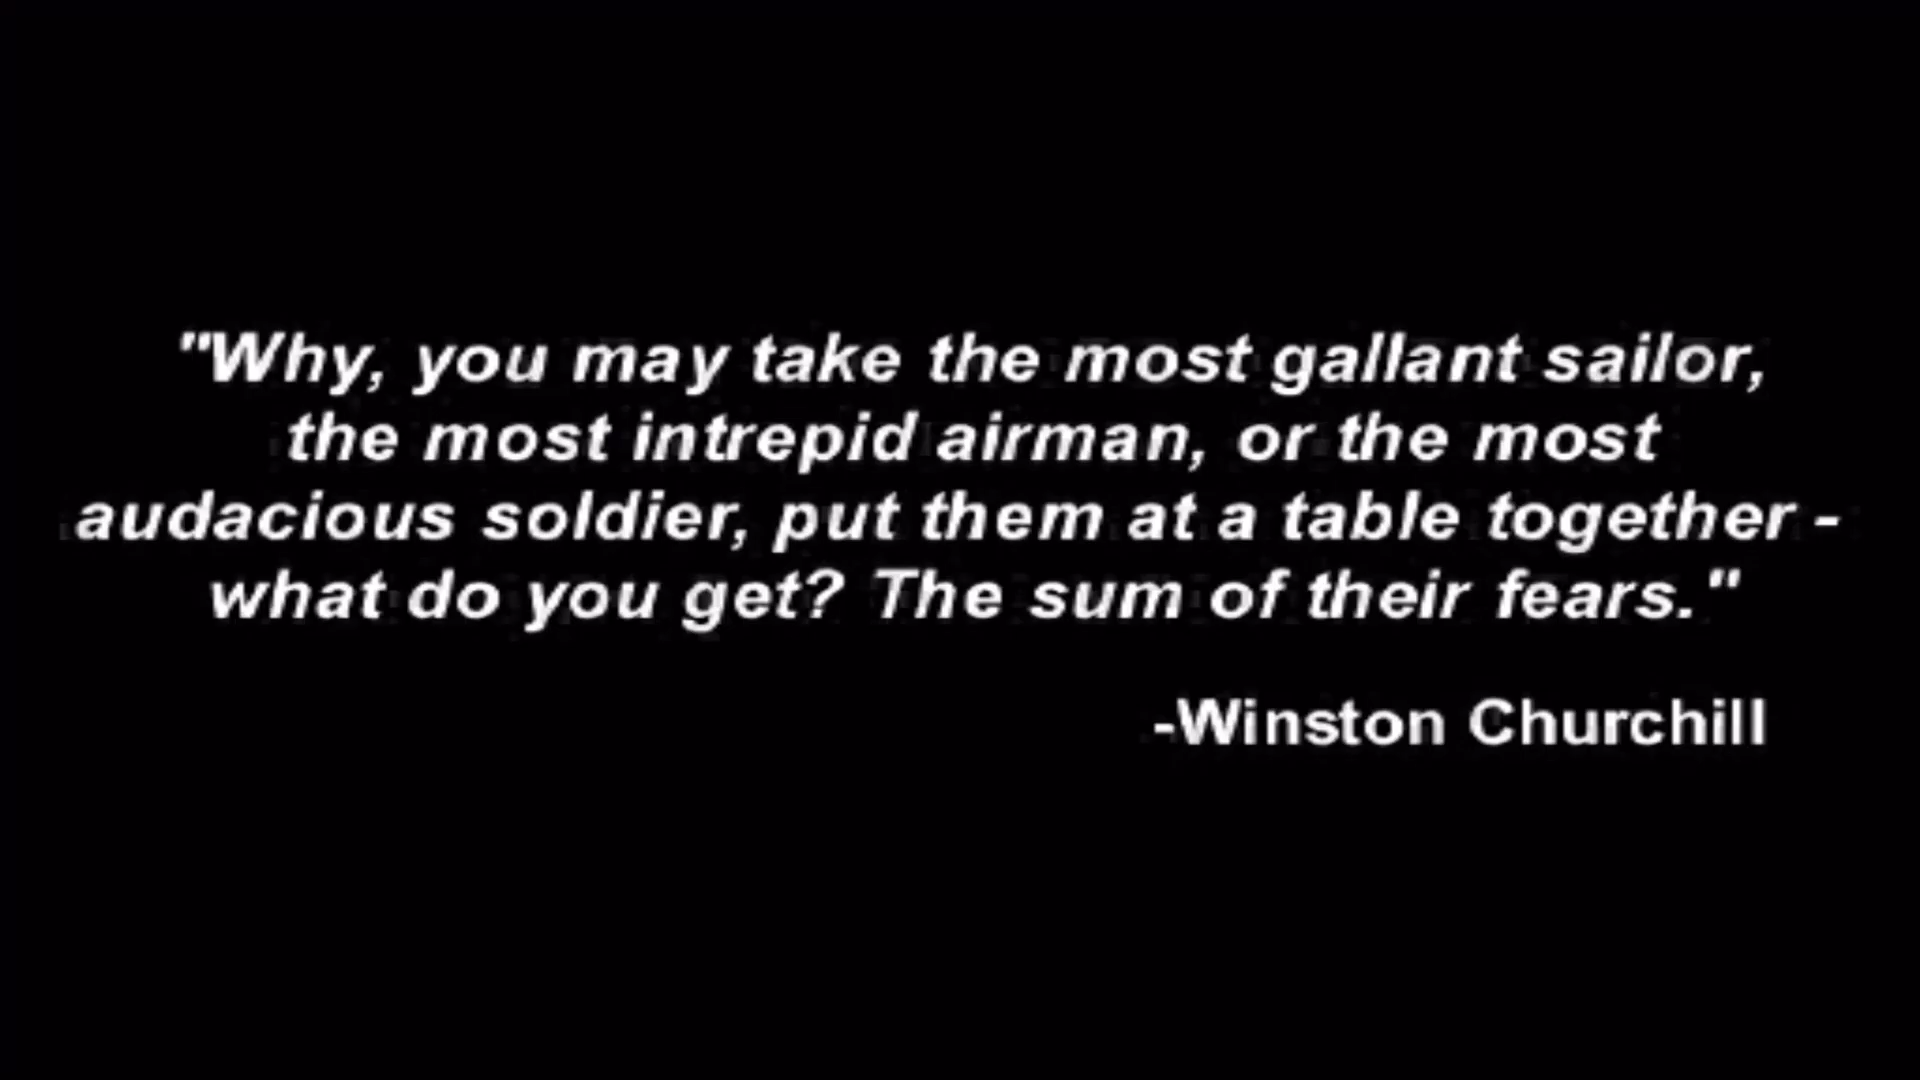 "Why, you may take the most gallant sailor,
the most intrepid airman, or the most
audacious soldier, put them at a table together -
what do you get? The sum of their fears."
-Winston Churchill